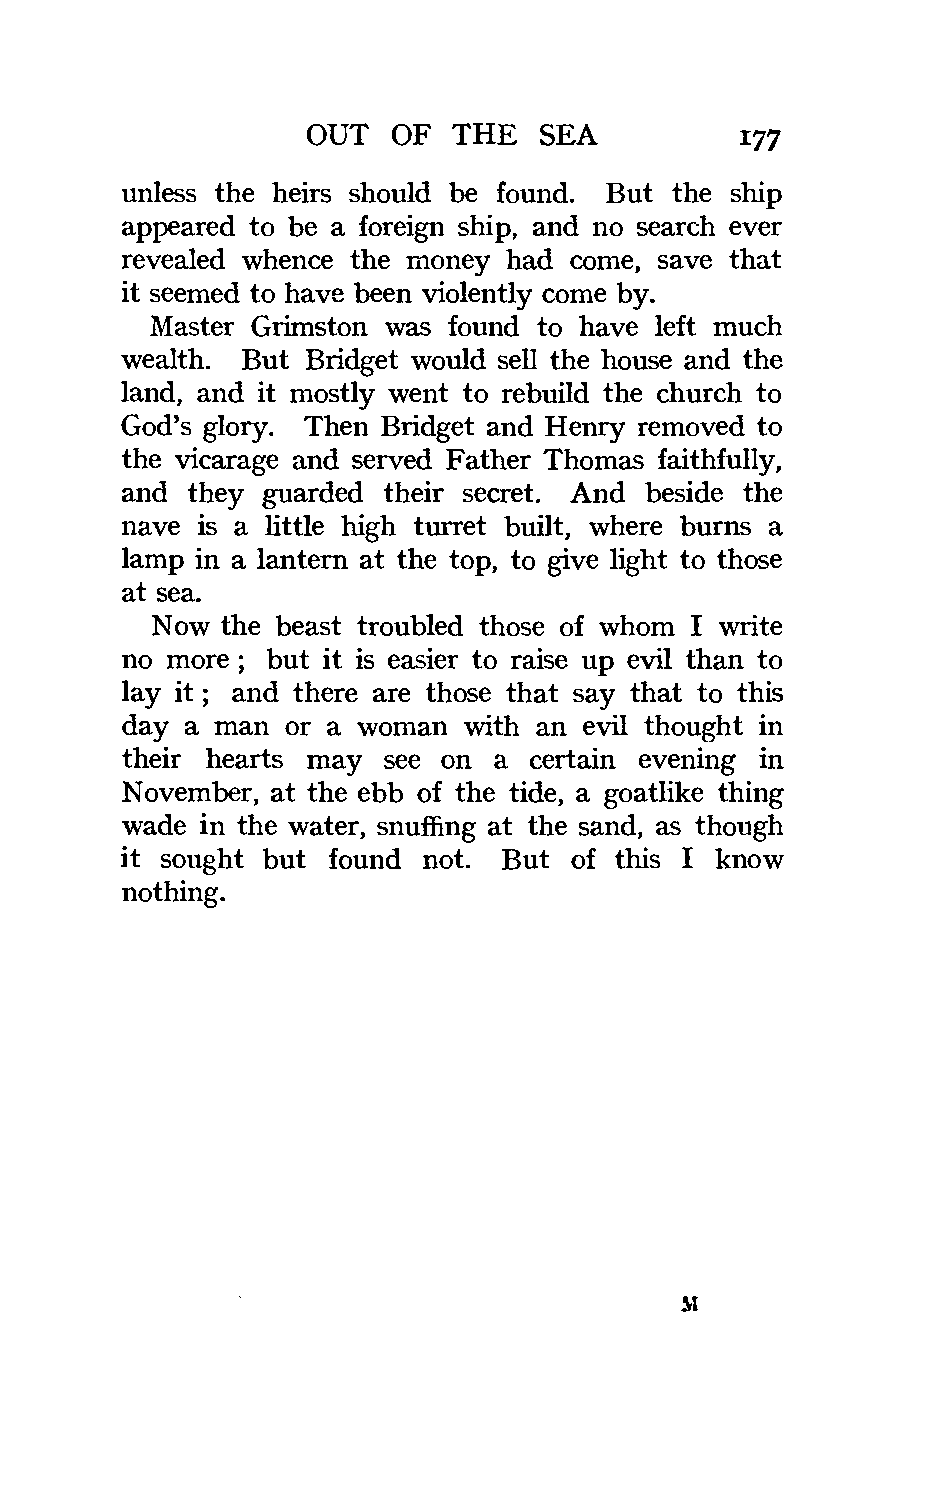 OUT OF THE SEA 177
unless the heirs should be found. But the ship
appeared to be a foreign ship, and no search ever
revealed whence the money had come, save that
it seemed to have been violently come by.
Master Grimston was found to have left much
wealth. But Bridget would sell the house and the
land, and it mostly went to rebuild the church to
God's glory. Then Bridget and Henry removed to
the vicarage and served Father Thomas faithfully,
and they guarded their secret. And beside the
nave is a little high turret built, where burns a
lamp in a lantern at the top, to give light to those
at sea.
Now the beast troubled those of whom I write
no more ; but it is easier to raise up evil than to
lay it ; and there are those that say that to this
day a man or a woman with an evil thought in
their hearts may see on a certain evening in
November, at the ebb of the tide, a goatlike thing
wade in the water, snuffing at the sand, as though
it sought but found not. But of this I know
nothing.
M